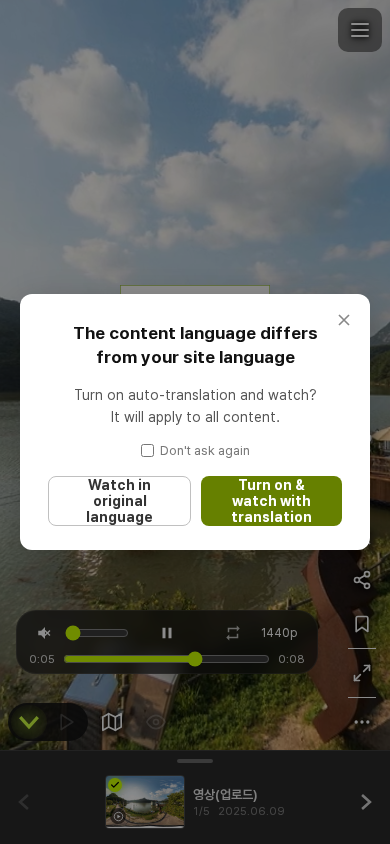 The content language differs
from your site language
Turn on auto-translation and watch?
It will apply to all content.
Don't ask again
Watch in
original
language
Turn on &
watch with
translation
1440p
0:05
0:08
영상(업로드)
1/5 2025.06.09